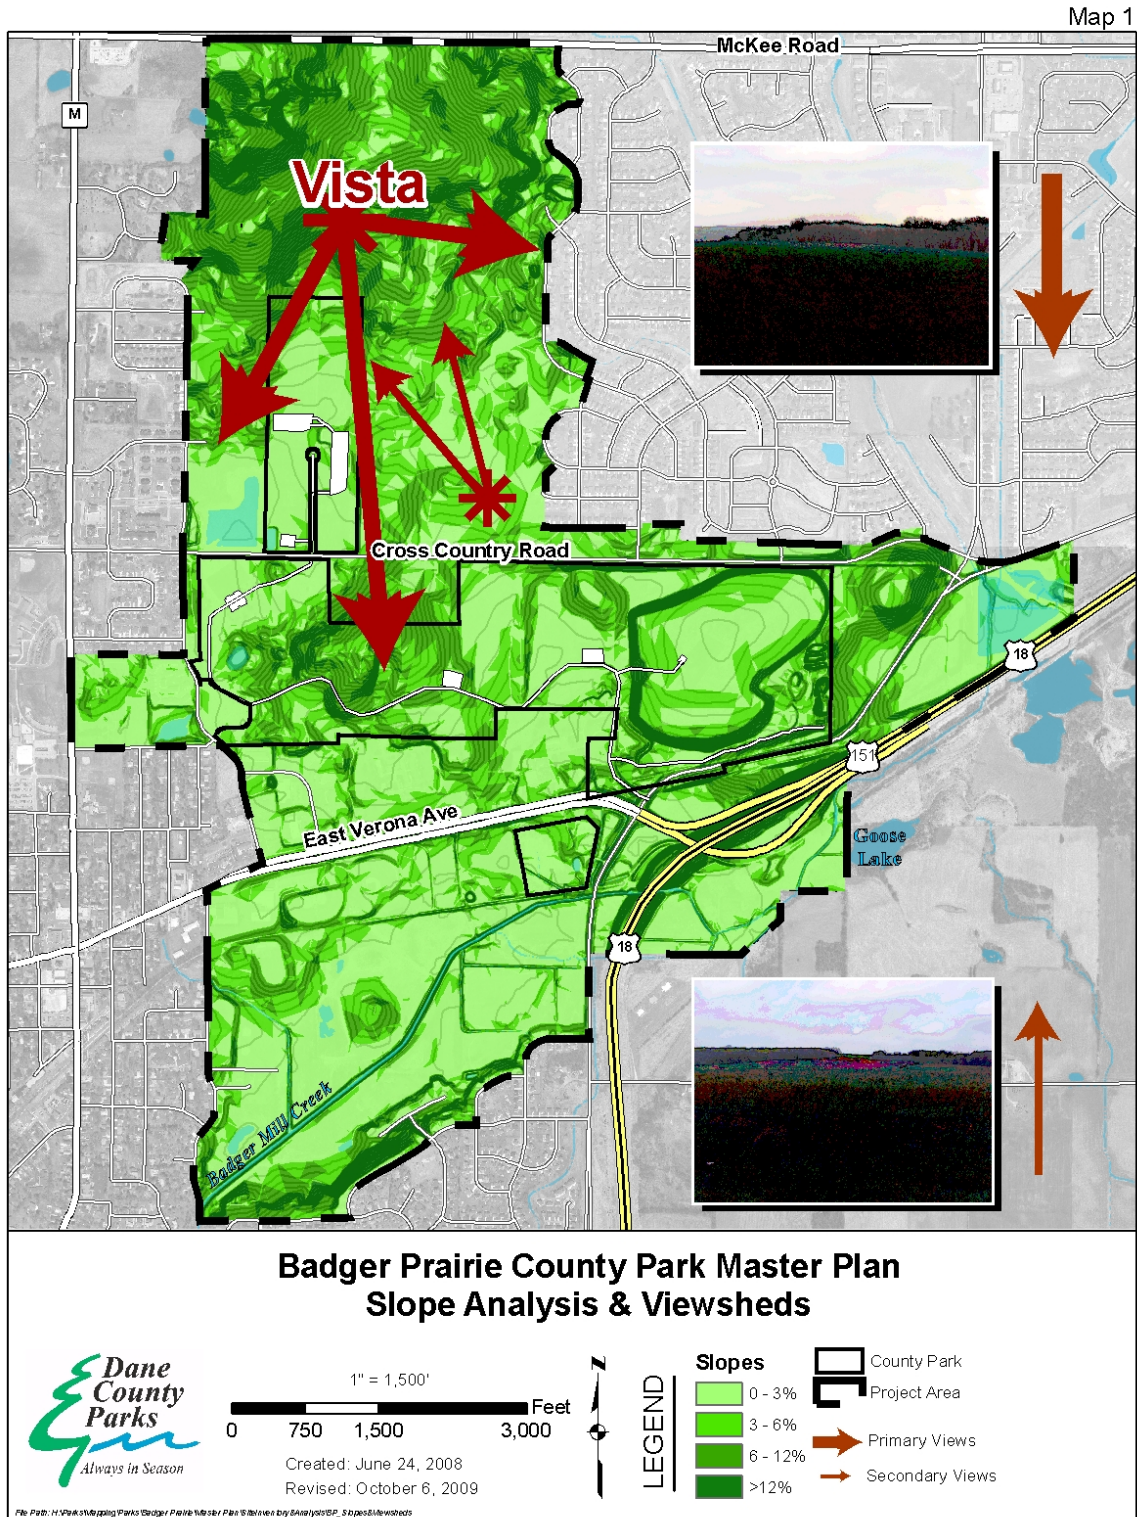 Map 1
McKee Road
M
Vista
Cross Country Road
18
151
East Verona Ave
Goose
Lake
18
Badger Mill Creek
Badger Prairie County Park Master Plan
Slope Analysis & Viewsheds
Dane
County
Parks
Always in Season
1" = 1,500'
Feet
0 750 1,500 3,000
Created: June 24, 2008
Revised: October 6, 2009
N
LEGEND
Slopes
0 - 3%
3 - 6%
6 - 12%
>12%
County Park
Project Area
Primary Views
Secondary Views